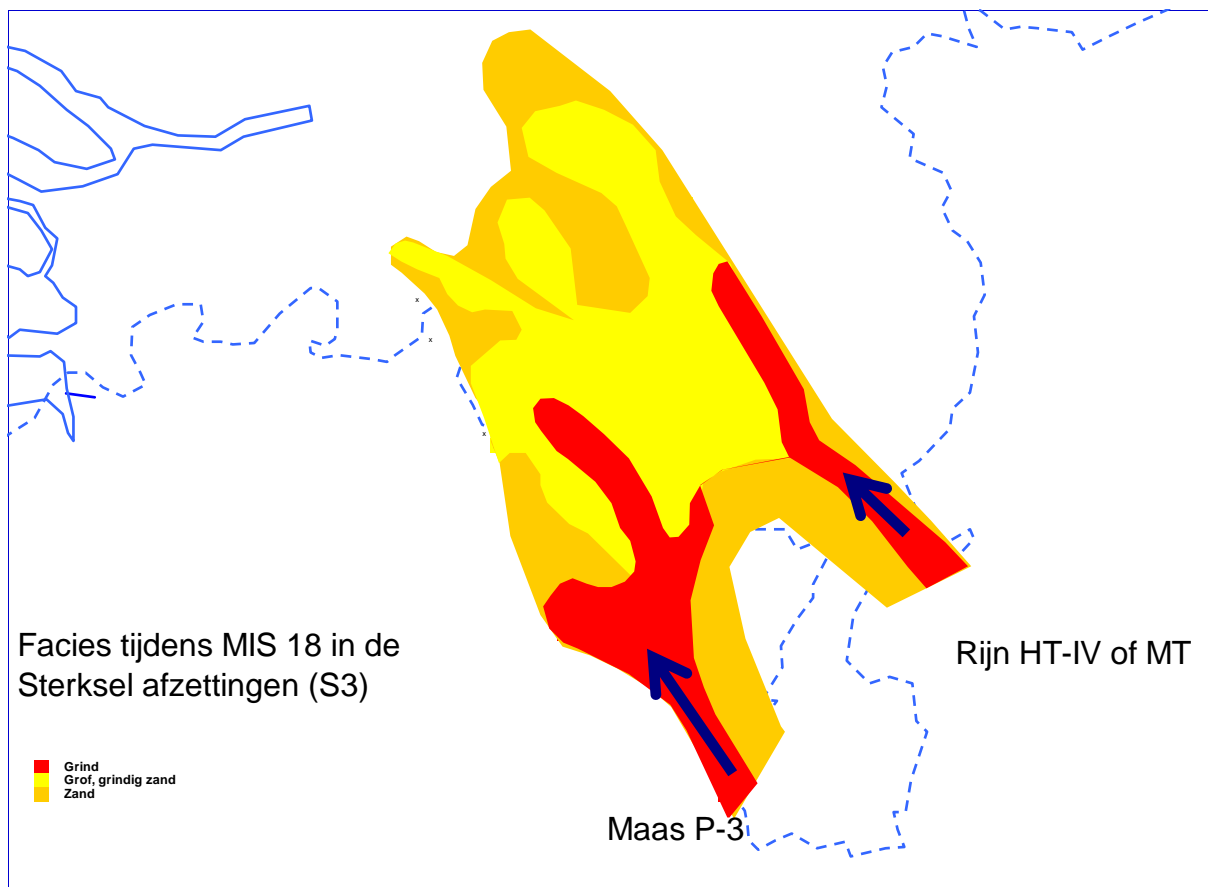 Facies tijdens MIS 18 in de
Sterksel afzettingen (S3)
Rijn HT-IV of MT
Grind
Grof, grindig zand
Zand
Maas P-3
x
x
x